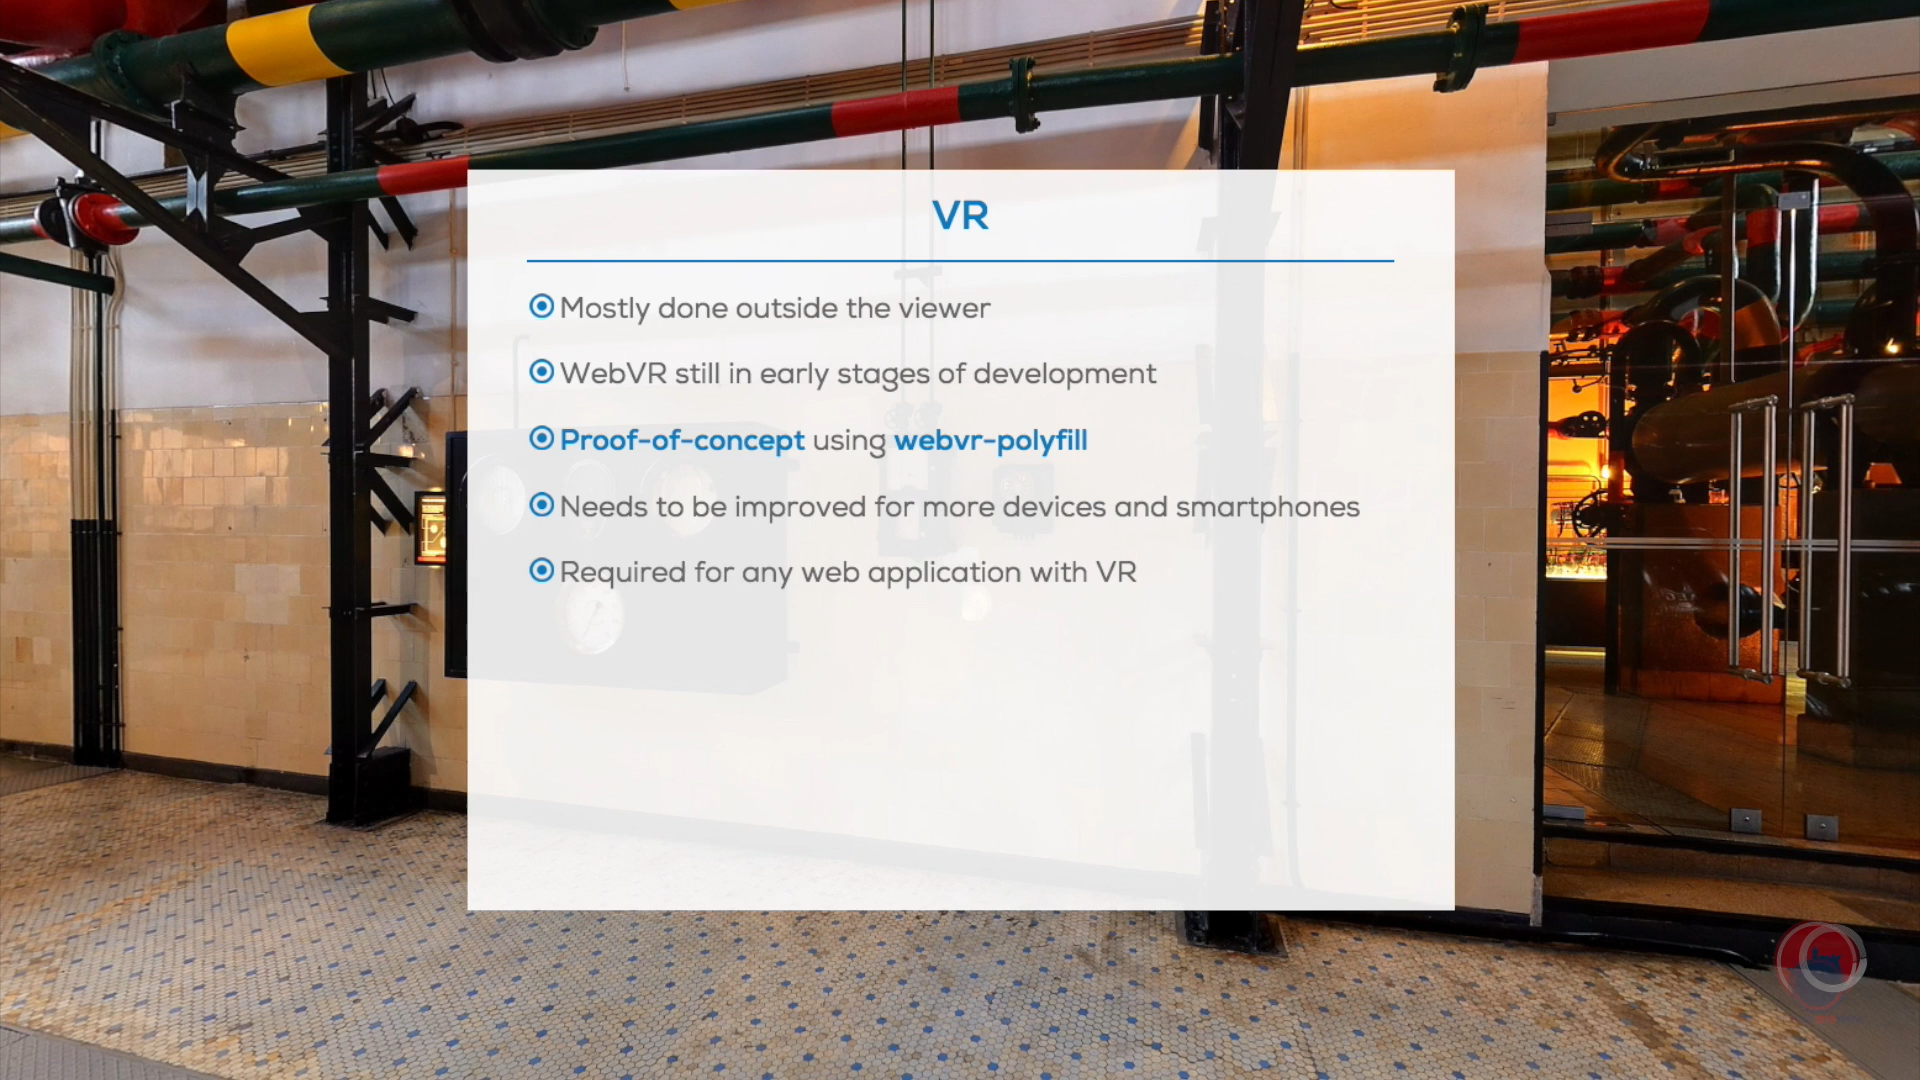 VR
Mostly done outside the viewer
WebVR still in early stages of development
Proof-of-concept using webvr-polyfill
Needs to be improved for more devices and smartphones
Required for any web application with VR